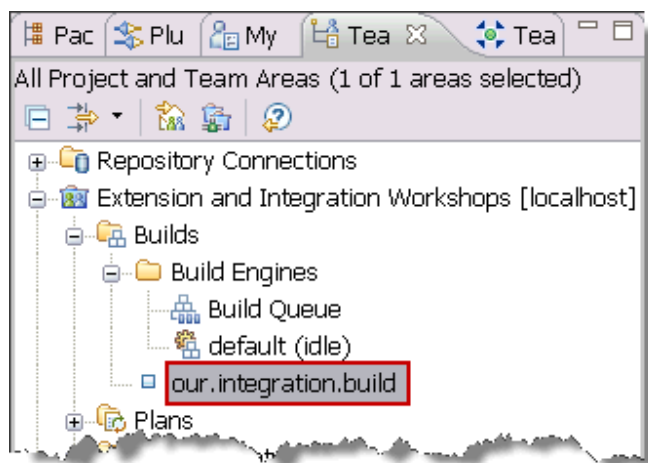 Pac Plu My Tea Tea
All Project and Team Areas (1 of 1 areas selected)
Repository Connections
Extension and Integration Workshops [localhost]
Builds
Build Engines
Build Queue
default (idle)
our.integration.build
Plans